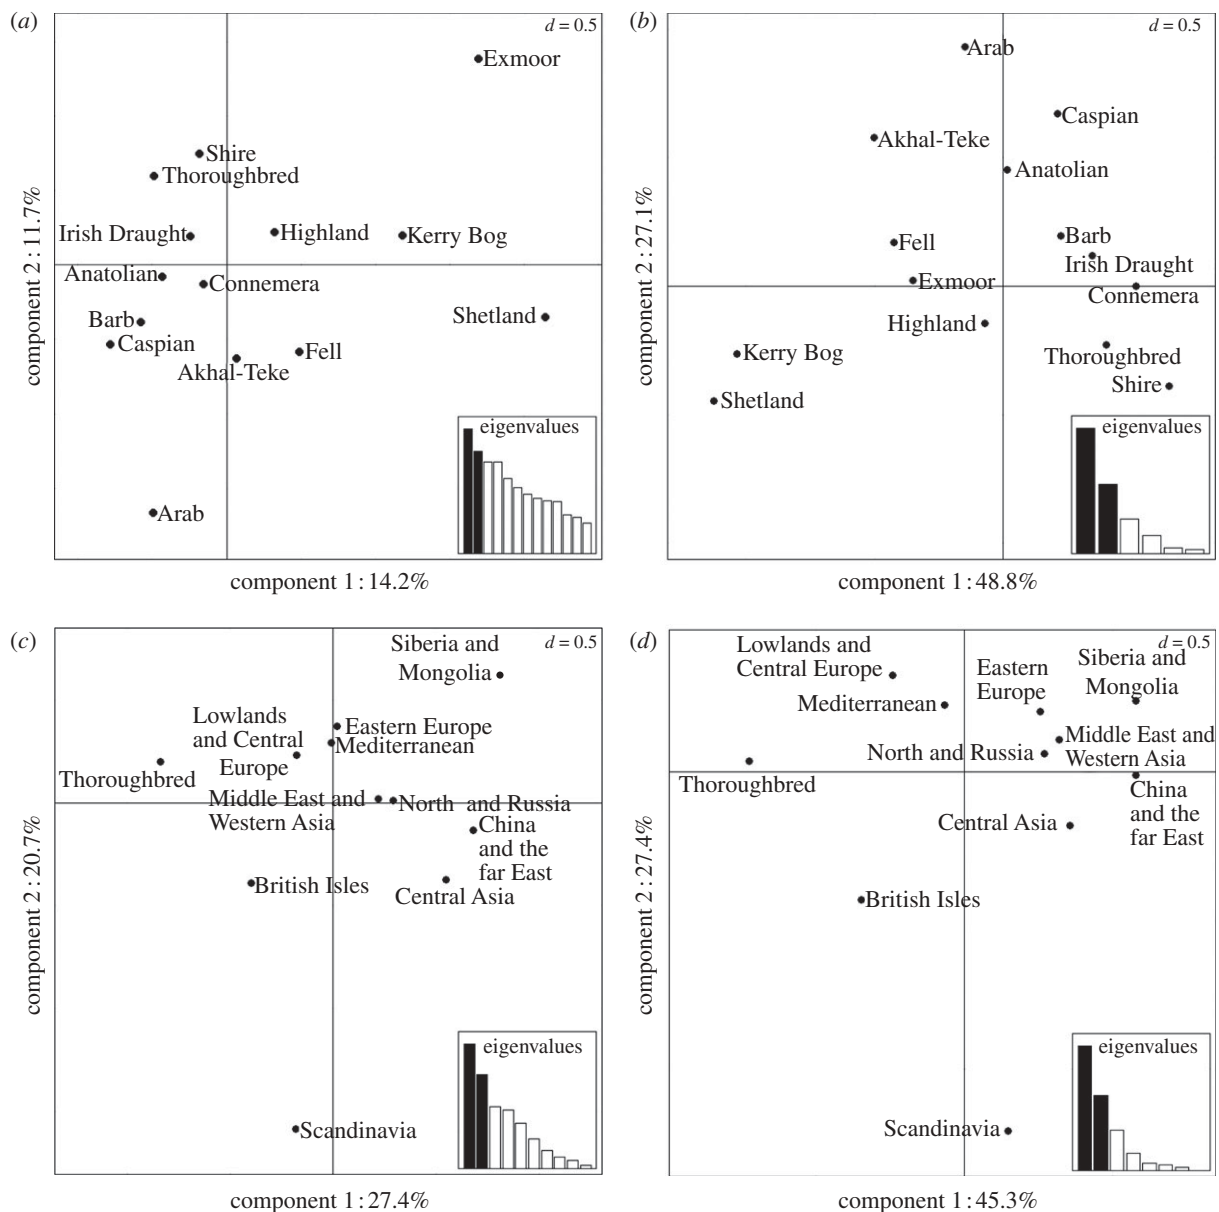 (a)
d = 0.5
Exmoor
Shire
Thoroughbred
Irish Draught
Highland
Kerry Bog
Anatolian
Connemera
Barb
Caspian
Shetland
Fell
Akhal-Teke
Arab
eigenvalues
component 2 : 11.7%
component 1 : 14.2%
(b)
d = 0.5
Arab
Caspian
Akhal-Teke
Anatolian
Fell
Barb
Irish Draught
Exmoor
Connemera
Highland
Kerry Bog
Thoroughbred
Shire
Shetland
eigenvalues
component 2 : 27.1%
component 1 : 48.8%
(c)
d = 0.5
Siberia and
Mongolia
Lowlands
and Central
Europe
Eastern Europe
Mediterranean
Thoroughbred
Middle East and
Western Asia
North and Russia
China
and the
far East
British Isles
Central Asia
Scandinavia
eigenvalues
component 2 : 20.7%
component 1 : 27.4%
(d)
d = 0.5
Lowlands and
Central Europe
Eastern
Europe
Siberia and
Mongolia
Mediterranean
North and Russia
Middle East and
Western Asia
Thoroughbred
China
and the
far East
Central Asia
British Isles
Scandinavia
eigenvalues
component 2 : 27.4%
component 1 : 45.3%